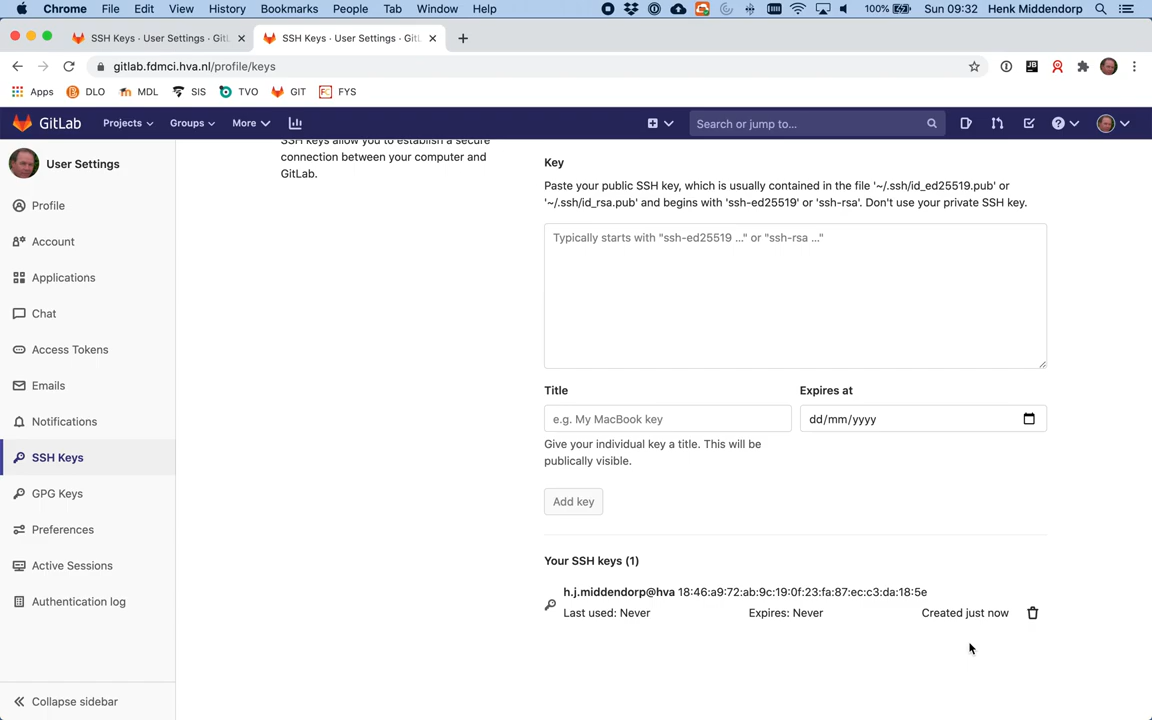 Chrome File Edit View History Bookmarks People Tab Window Help 100% Sun 09:32 Henk Middendorp
SSH Keys · User Settings · GitL SSH Keys · User Settings · GitL
gitlab.fdmci.hva.nl/profile/keys
Apps DLO MDL SIS TVO GIT FYS
GitLab Projects Groups More Search or jump to...
User Settings
Profile
Account
Applications
Chat
Access Tokens
Emails
Notifications
SSH Keys
GPG Keys
Preferences
Active Sessions
Authentication log
Collapse sidebar
SSH keys allow you to establish a secure
connection between your computer and
GitLab.
Key
Paste your public SSH key, which is usually contained in the file '~/.ssh/id_ed25519.pub' or
'~/.ssh/id_rsa.pub' and begins with 'ssh-ed25519' or 'ssh-rsa'. Don't use your private SSH key.
Typically starts with "ssh-ed25519 ..." or "ssh-rsa ..."
Title Expires at
e.g. My MacBook key dd/mm/yyyy
Give your individual key a title. This will be
publically visible.
Add key
Your SSH keys (1)
h.j.middendorp@hva 18:46:a9:72:ab:9c:19:0f:23:fa:87:ec:c3:da:18:5e
Last used: Never Expires: Never Created just now